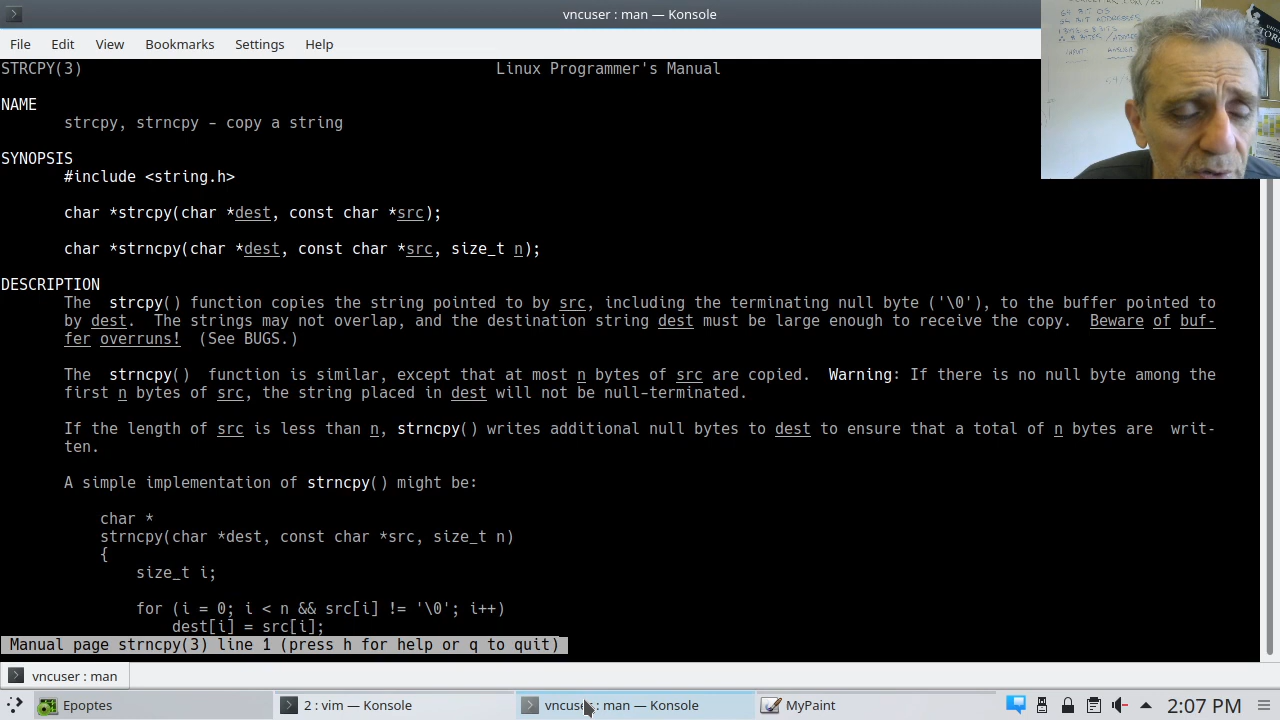 vncuser : man — Konsole
File Edit View Bookmarks Settings Help
STRCPY(3) Linux Programmer's Manual
NAME
strcpy, strncpy - copy a string
SYNOPSIS
#include <string.h>
char *strcpy(char *dest, const char *src);
char *strncpy(char *dest, const char *src, size_t n);
DESCRIPTION
The strcpy() function copies the string pointed to by src, including the terminating null byte ('\0'), to the buffer pointed to
by dest. The strings may not overlap, and the destination string dest must be large enough to receive the copy. Beware of buf-
fer overruns! (See BUGS.)
The strncpy() function is similar, except that at most n bytes of src are copied. Warning: If there is no null byte among the
first n bytes of src, the string placed in dest will not be null-terminated.
If the length of src is less than n, strncpy() writes additional null bytes to dest to ensure that a total of n bytes are writ-
ten.
A simple implementation of strncpy() might be:
char *
strncpy(char *dest, const char *src, size_t n)
{
size_t i;
for (i = 0; i < n && src[i] != '\0'; i++)
dest[i] = src[i];
Manual page strncpy(3) line 1 (press h for help or q to quit)
vncuser : man
Epoptes 2 : vim — Konsole vncuser : man — Konsole MyPaint 2:07 PM
64 BIT OS
64 BIT ADDRESSES
INPUT ANSWER